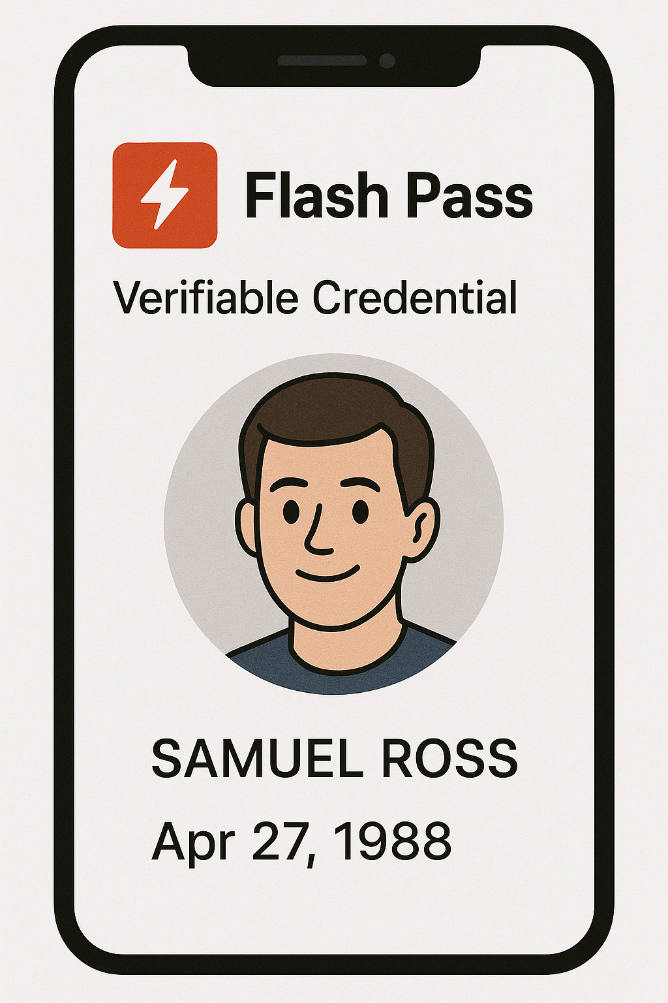 Flash Pass
Verifiable Credential
SAMUEL ROSS
Apr 27, 1988